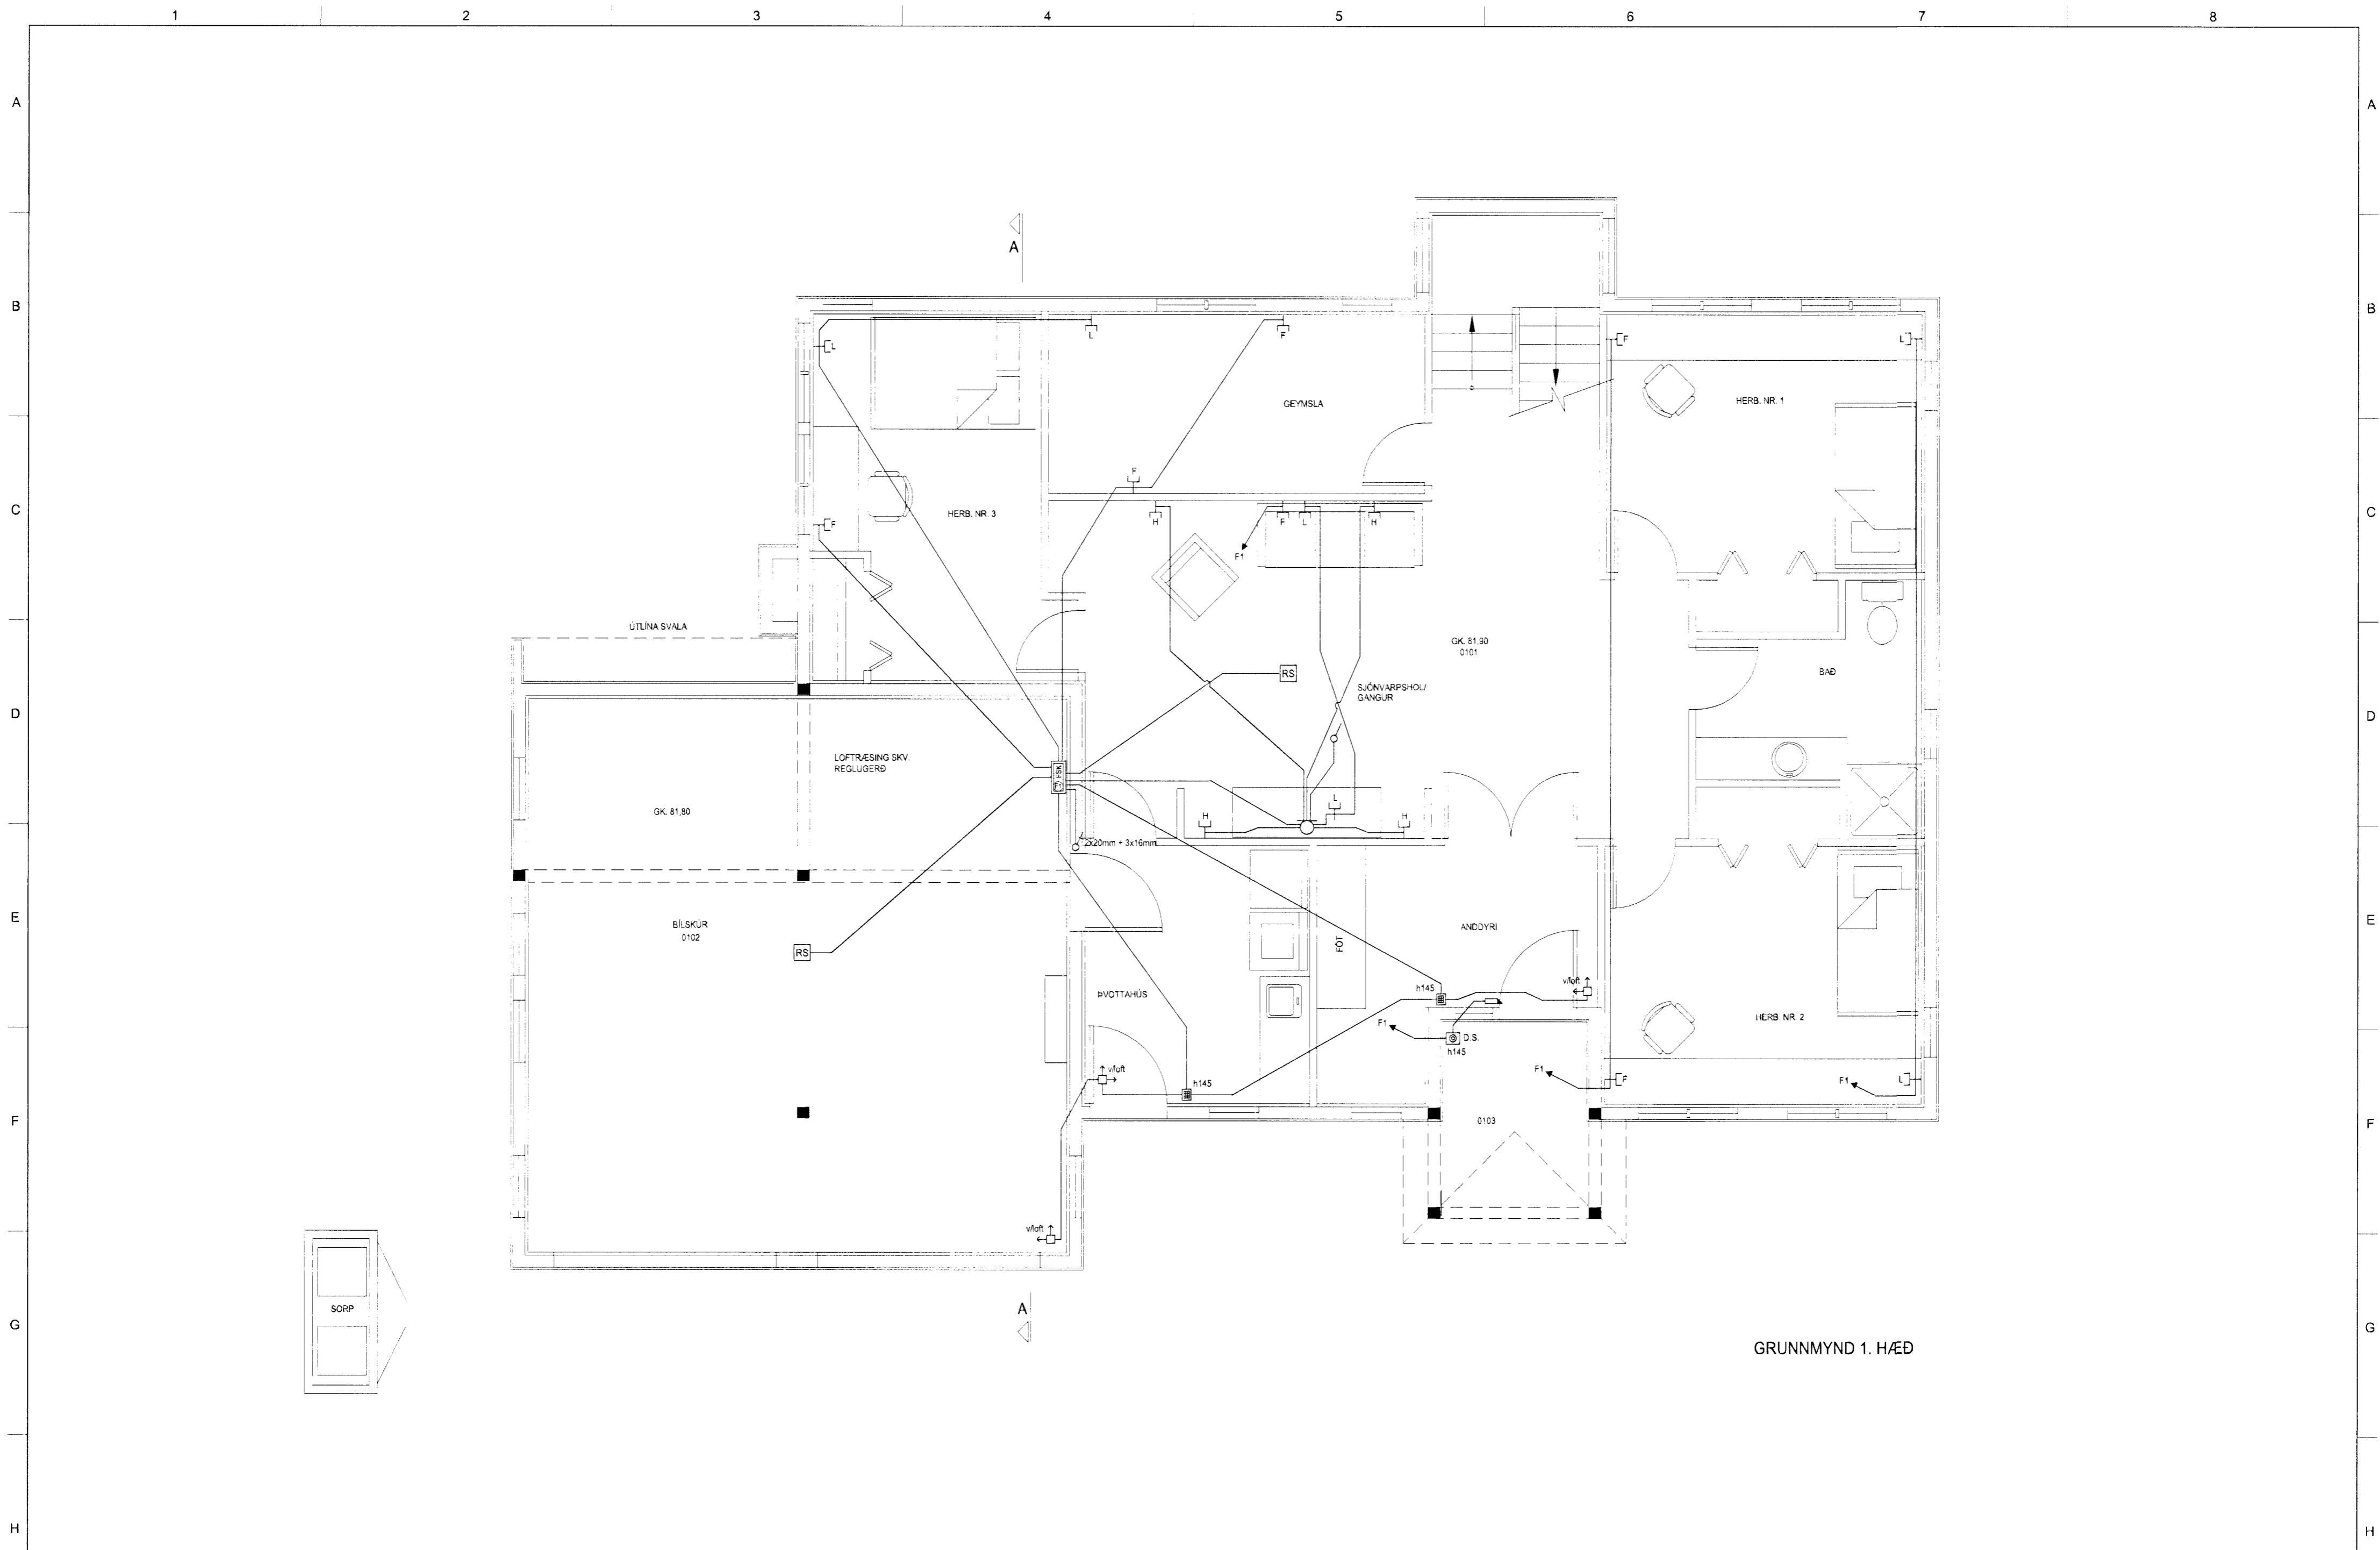 1 2 3 4 5 6 7 8
A A
A
B B
L
L
F
F
L
GEYMSLA
HERB. NR. 1
F
C C
HERB. NR. 3
H
F
L
H
F
F1
ÚTLÍNA SVALA
GK. 81,90
0101
BAÐ
RS
SJÓNVARPSHOL/
GANGUR
D D
LOFTRÆSING SKV.
REGLUGERÐ
FSK
GK. 81,80
H
L
H
2x20mm + 3x16mm
E E
BÍLSKÚR
0102
ANDDYRI
FÖT
RS
ÞVOTTAHÚS
h145
v/loft
HERB. NR. 2
F1
D.S.
h145
v/loft
h145
F1
F
F1
L
F F
0103
v/loft
SORP
A
G G
GRUNNMYND 1. HÆÐ
H H